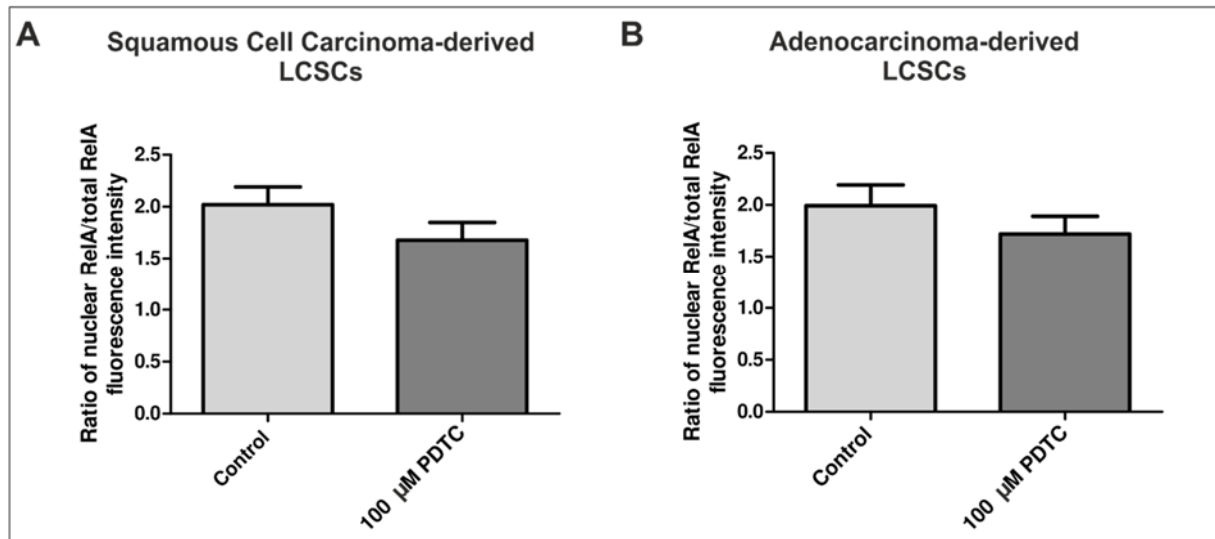 A
Squamous Cell Carcinoma-derived
LCSCs
Ratio of nuclear RelA/total RelA
fluorescence intensity
2.5
2.0
1.5
1.0
0.5
0.0
Control
100 µM PDTC
B
Adenocarcinoma-derived
LCSCs
Ratio of nuclear RelA/total RelA
fluorescence intensity
2.5
2.0
1.5
1.0
0.5
0.0
Control
100 µM PDTC